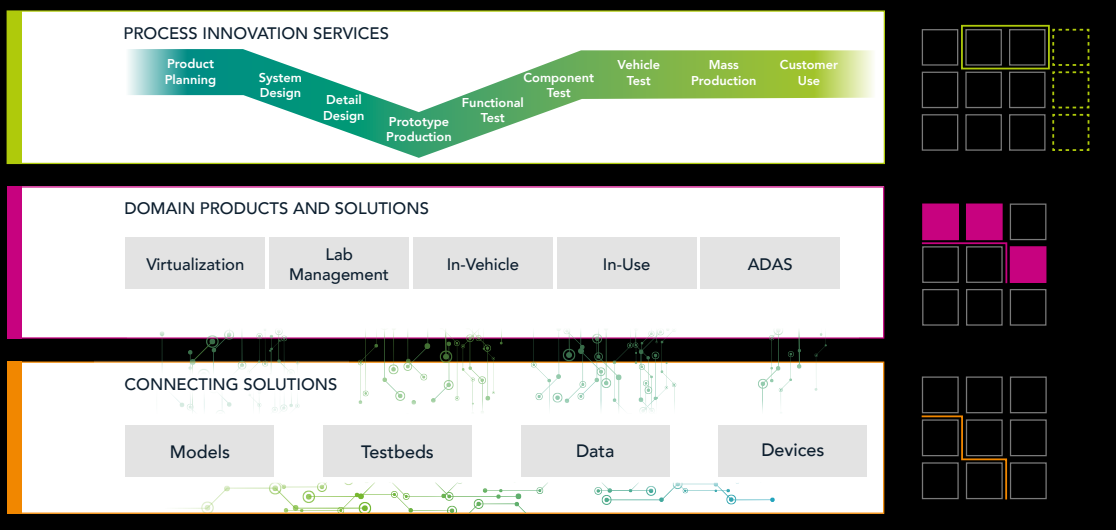 PROCESS INNOVATION SERVICES
Product
Planning
System
Design
Detail
Design
Prototype
Production
Functional
Test
Component
Test
Vehicle
Test
Mass
Production
Customer
Use
DOMAIN PRODUCTS AND SOLUTIONS
Virtualization
Lab
Management
In-Vehicle
In-Use
ADAS
CONNECTING SOLUTIONS
Models
Testbeds
Data
Devices